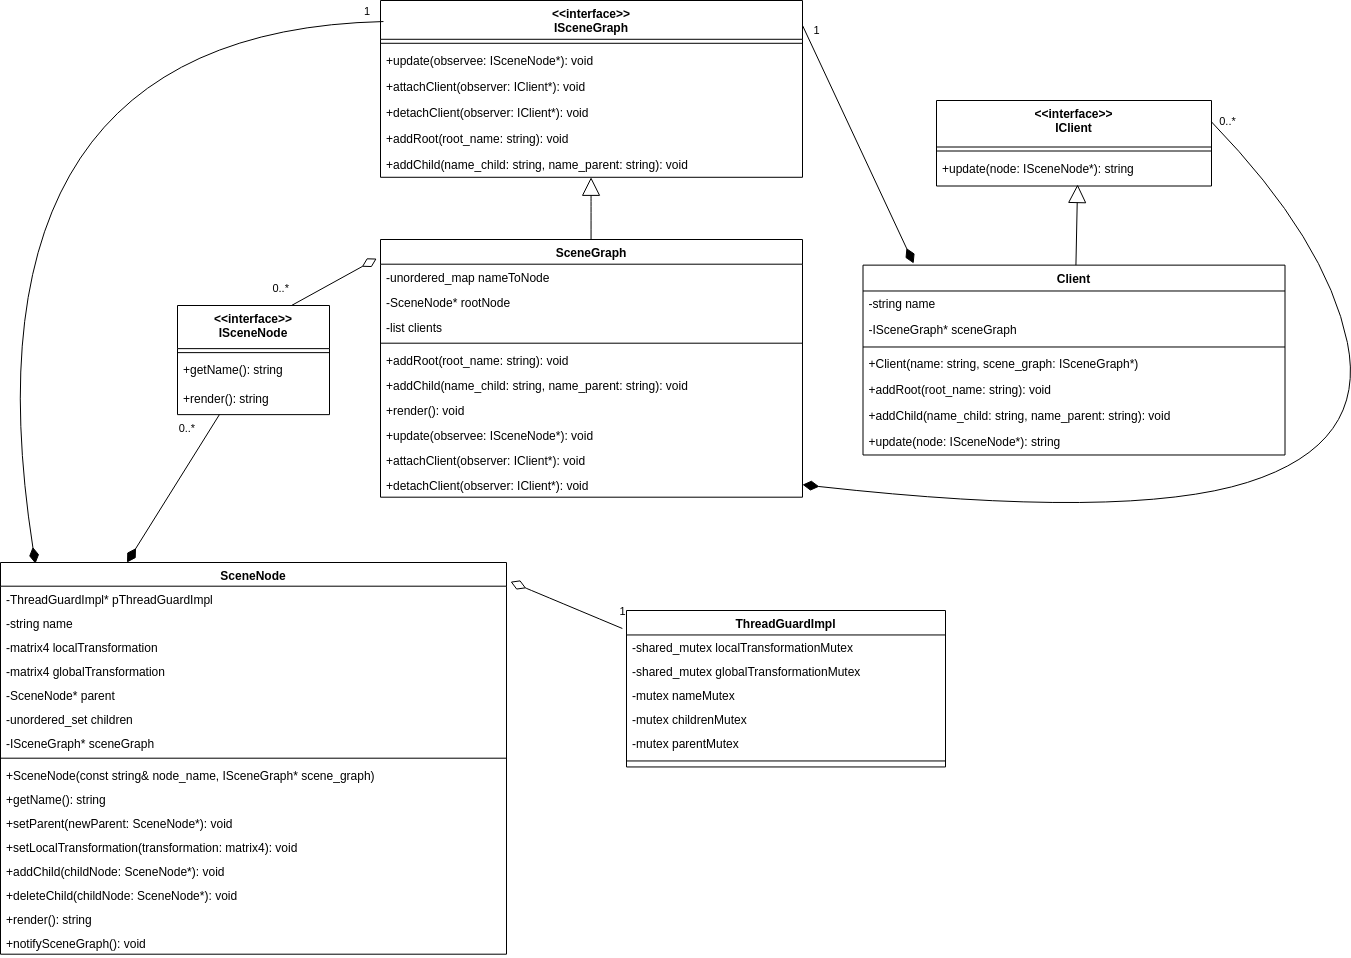 1
<<interface>>
ISceneGraph
+update(observee: ISceneNode*): void
+attachClient(observer: IClient*): void
+detachClient(observer: IClient*): void
+addRoot(root_name: string): void
+addChild(name_child: string, name_parent: string): void
1
<<interface>>
IClient
+update(node: ISceneNode*): string
0..*
SceneGraph
-unordered_map nameToNode
-SceneNode* rootNode
-list clients
+addRoot(root_name: string): void
+addChild(name_child: string, name_parent: string): void
+render(): void
+update(observee: ISceneNode*): void
+attachClient(observer: IClient*): void
+detachClient(observer: IClient*): void
Client
-string name
-ISceneGraph* sceneGraph
+Client(name: string, scene_graph: ISceneGraph*)
+addRoot(root_name: string): void
+addChild(name_child: string, name_parent: string): void
+update(node: ISceneNode*): string
0..*
<<interface>>
ISceneNode
+getName(): string
+render(): string
0..*
SceneNode
-ThreadGuardImpl* pThreadGuardImpl
-string name
-matrix4 localTransformation
-matrix4 globalTransformation
-SceneNode* parent
-unordered_set children
-ISceneGraph* sceneGraph
+SceneNode(const string& node_name, ISceneGraph* scene_graph)
+getName(): string
+setParent(newParent: SceneNode*): void
+setLocalTransformation(transformation: matrix4): void
+addChild(childNode: SceneNode*): void
+deleteChild(childNode: SceneNode*): void
+render(): string
+notifySceneGraph(): void
1
ThreadGuardImpl
-shared_mutex localTransformationMutex
-shared_mutex globalTransformationMutex
-mutex nameMutex
-mutex childrenMutex
-mutex parentMutex